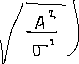 √(A² / σ²)